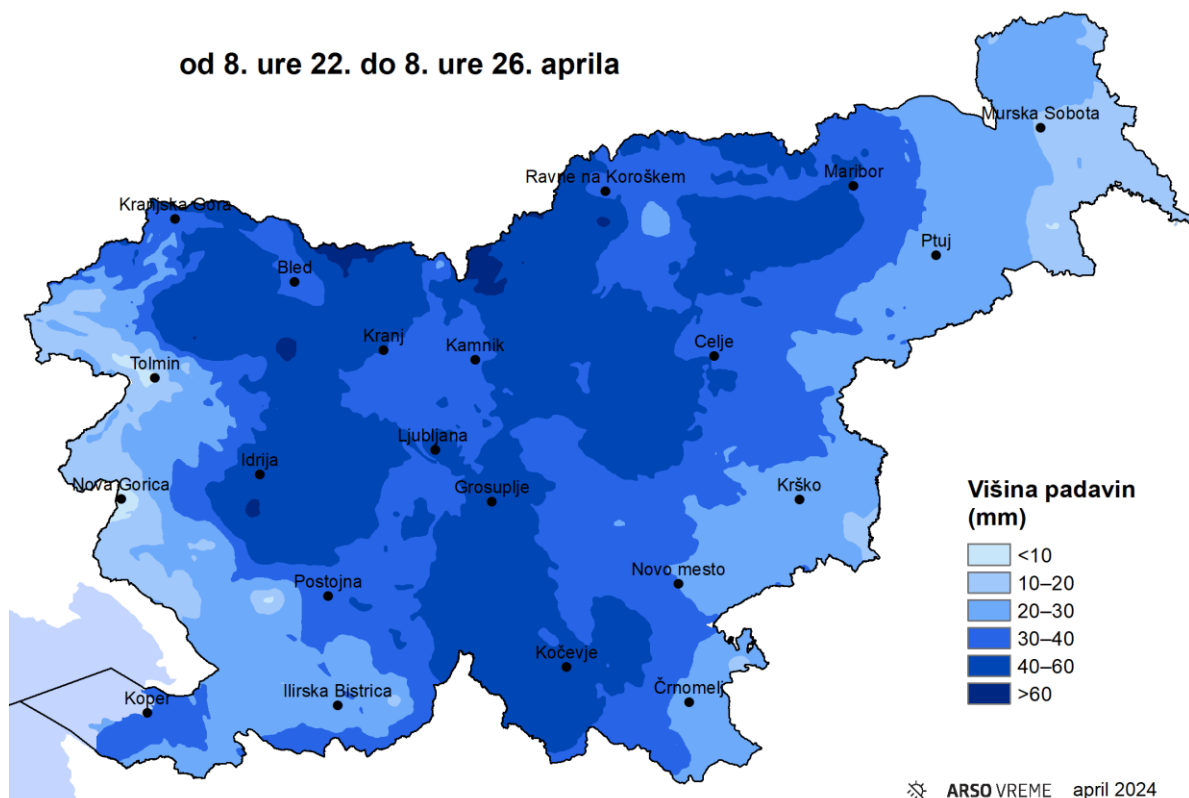 od 8. ure 22. do 8. ure 26. aprila
Murska Sobota
Ravne na Koroškem
Maribor
Kranjska Gora
Ptuj
Bled
Kranj
Kamnik
Celje
Tolmin
Ljubljana
Idrija
Nova Gorica
Grosuplje
Krško
Višina padavin
(mm)
<10
10–20
20–30
30–40
40–60
>60
Novo mesto
Postojna
Kočevje
Ilirska Bistrica
Črnomelj
Koper
ARSO VREME april 2024